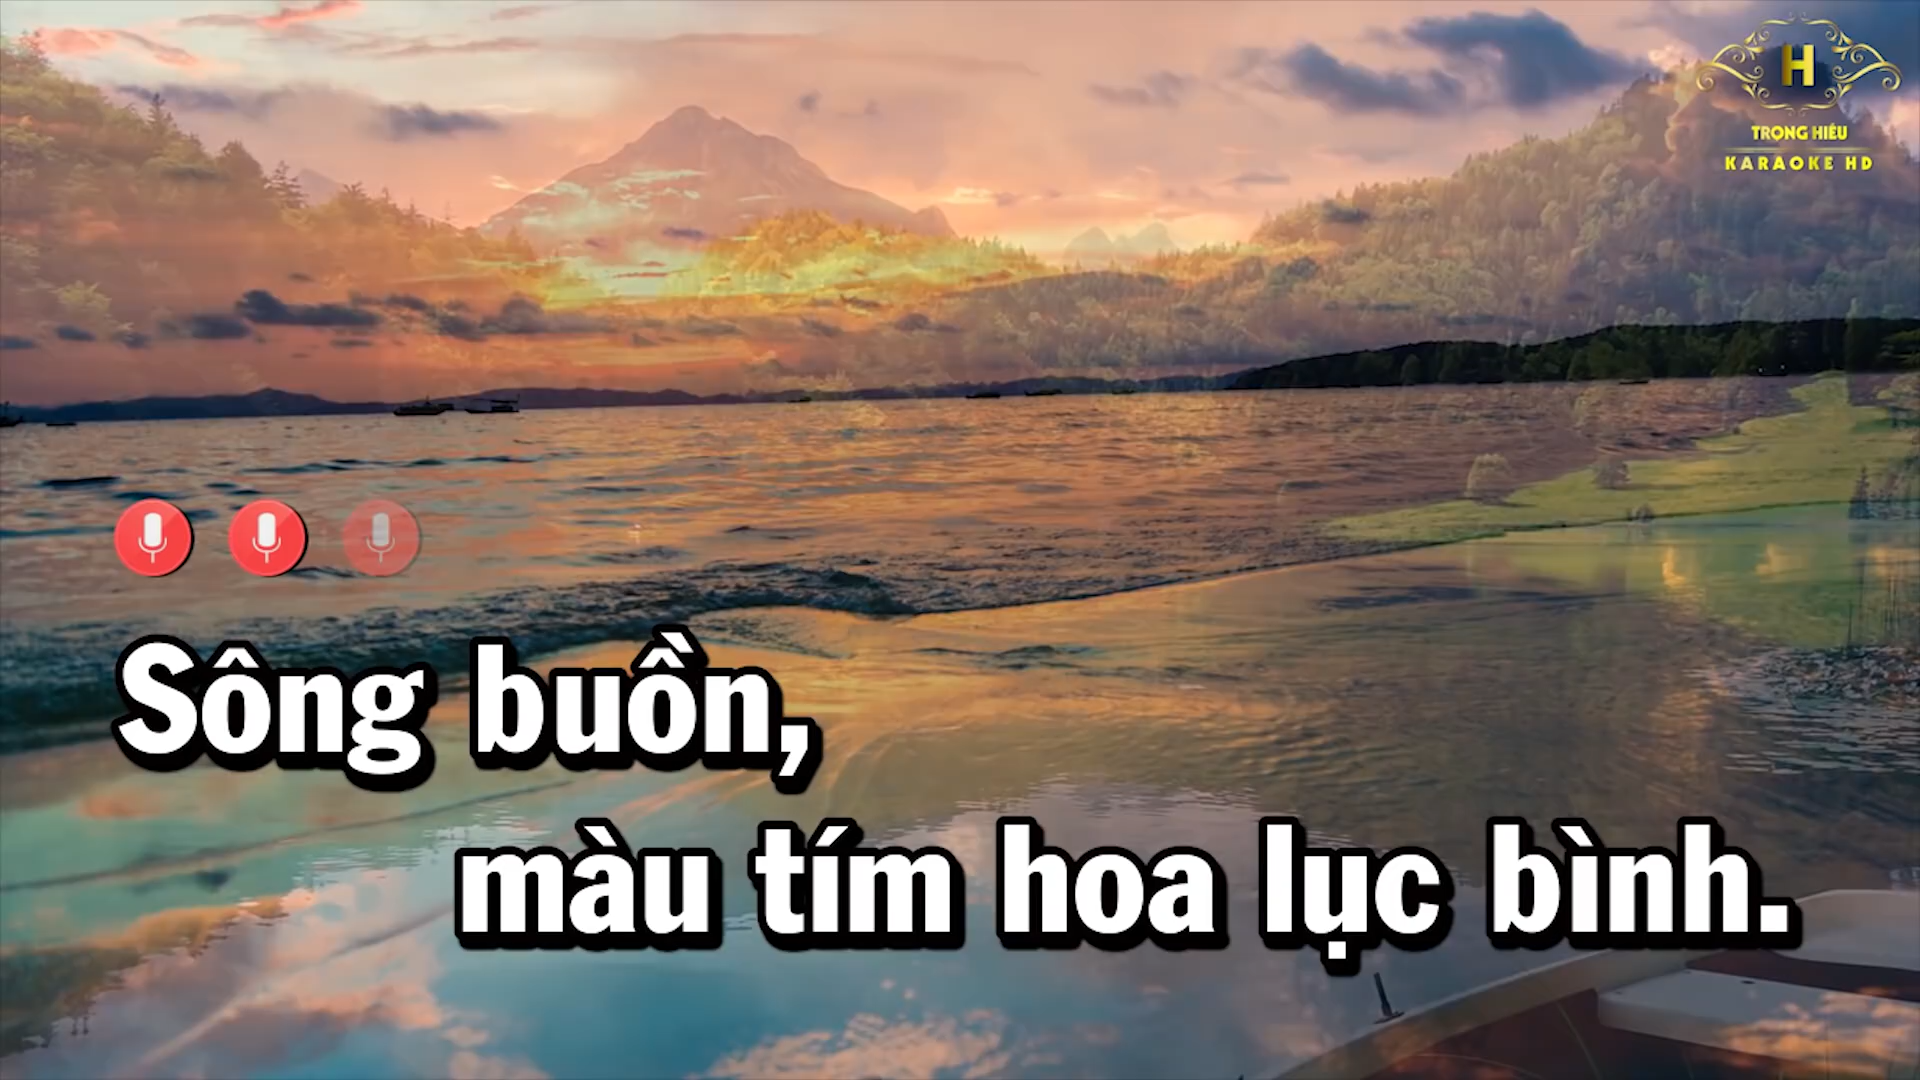 H
TRỌNG HIẾU
KARAOKE HD
Sông buồn,
màu tím hoa lục bình.